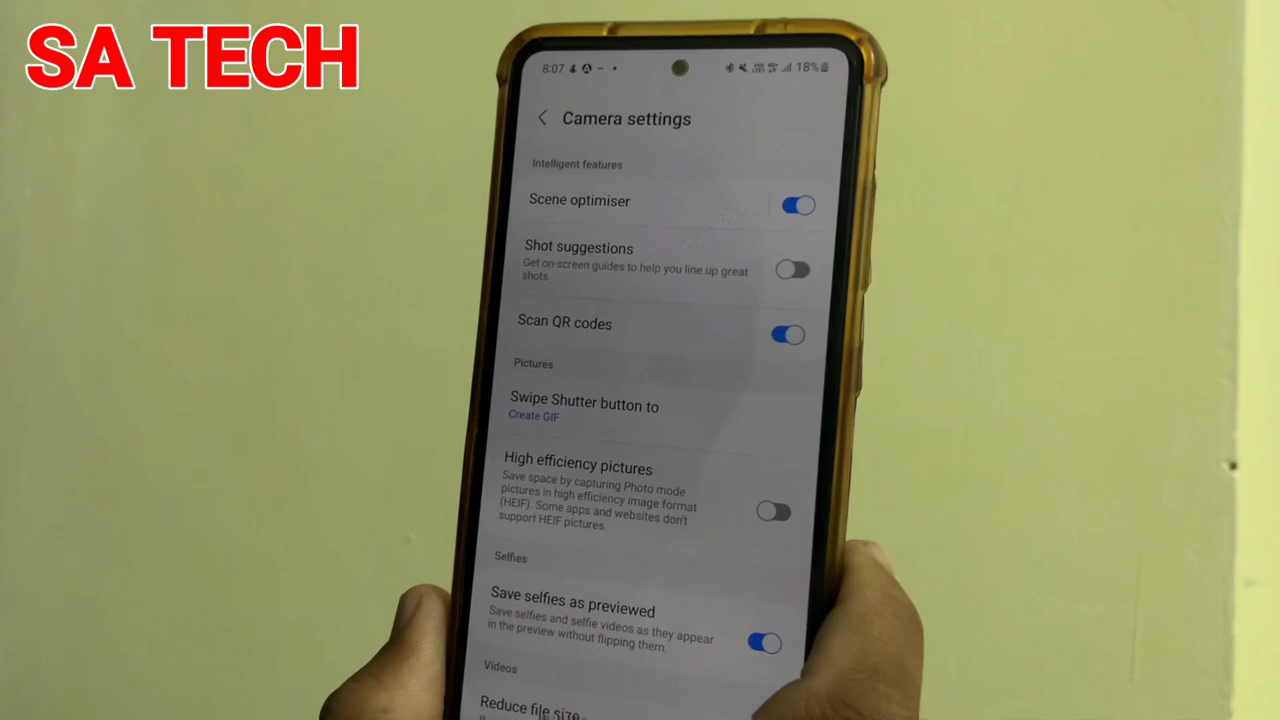 SA TECH
8:07
18%
Camera settings
Intelligent features
Scene optimiser
Shot suggestions
Get on-screen guides to help you line up great
shots.
Scan QR codes
Pictures
Swipe Shutter button to
Create GIF
High efficiency pictures
Save space by capturing Photo mode
pictures in high efficiency image format
(HEIF). Some apps and websites don't
support HEIF pictures.
Selfies
Save selfies as previewed
Save selfies and selfie videos as they appear
in the preview without flipping them.
Videos
Reduce file size